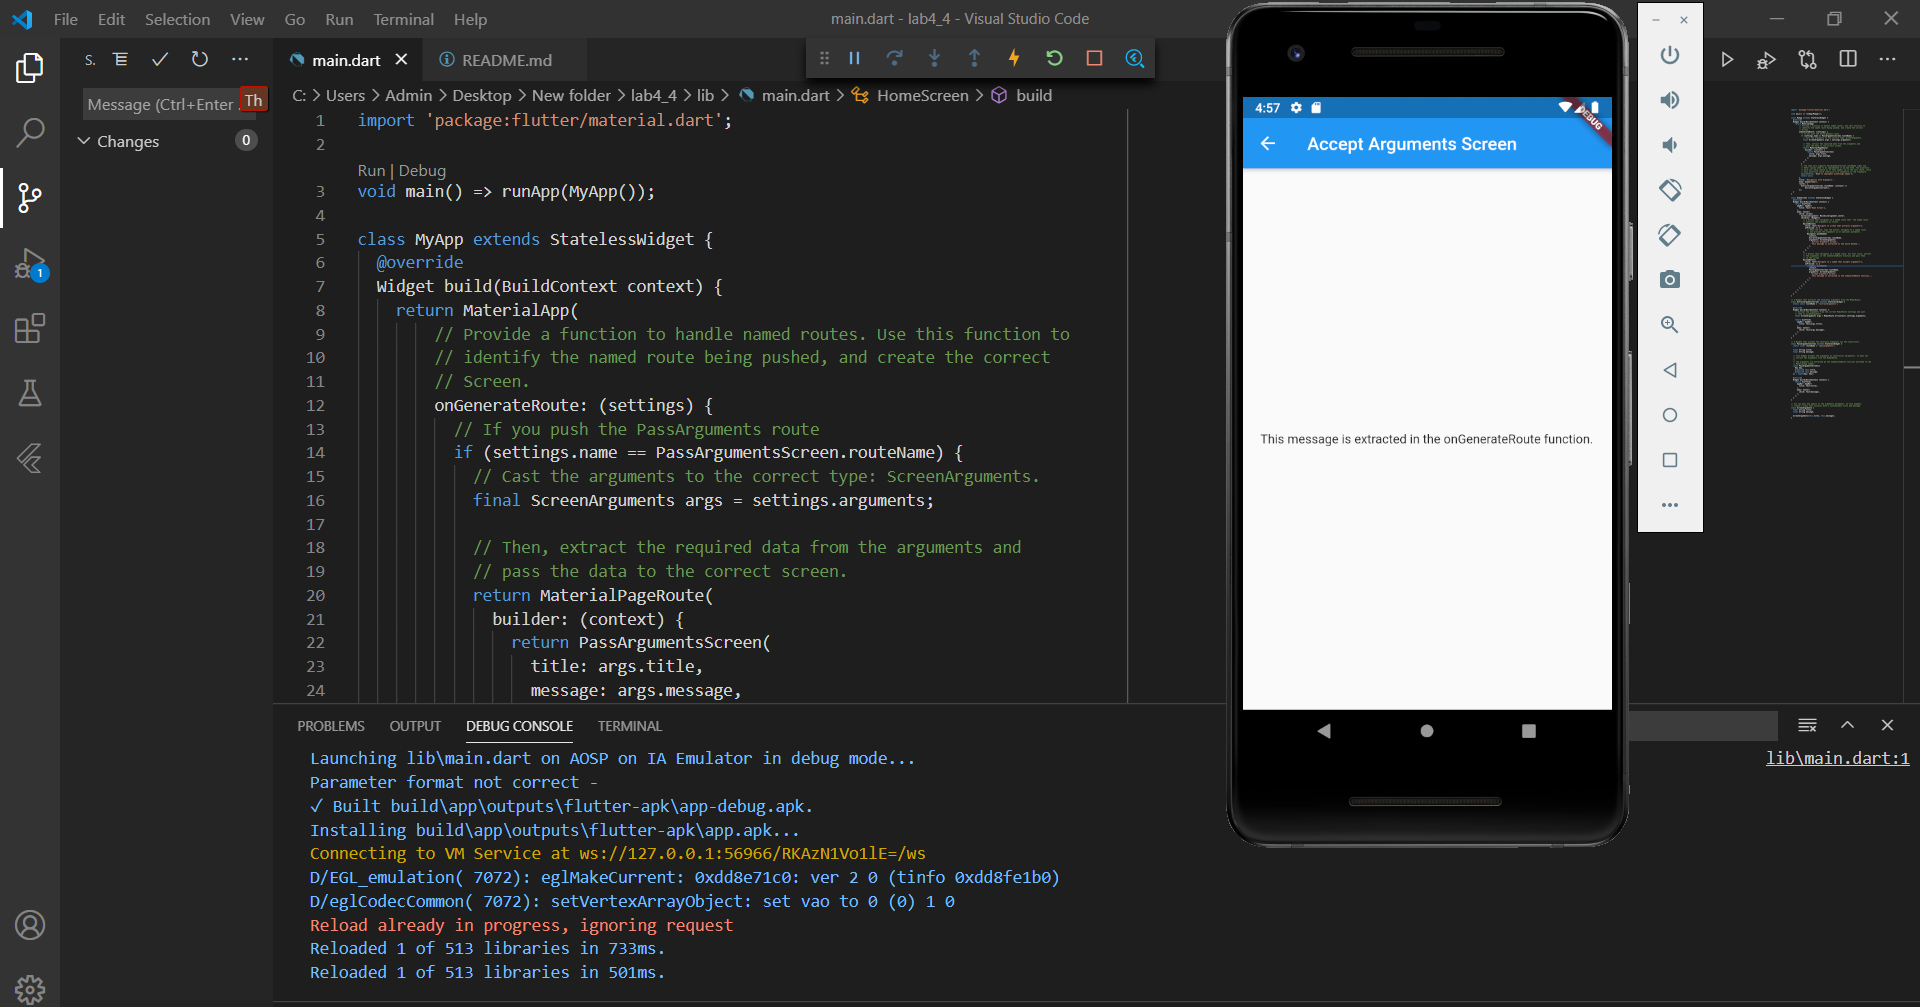 File Edit Selection View Go Run Terminal Help
main.dart - lab4_4 - Visual Studio Code
S.
main.dart
README.md
Message (Ctrl+Enter
Th
Changes
0
1
C: > Users > Admin > Desktop > New folder > lab4_4 > lib > main.dart > HomeScreen > build
1 import 'package:flutter/material.dart';
2
Run | Debug
3 void main() => runApp(MyApp());
4
5 class MyApp extends StatelessWidget {
6 @override
7 Widget build(BuildContext context) {
8 return MaterialApp(
9 // Provide a function to handle named routes. Use this function to
10 // identify the named route being pushed, and create the correct
11 // Screen.
12 onGenerateRoute: (settings) {
13 // If you push the PassArguments route
14 if (settings.name == PassArgumentsScreen.routeName) {
15 // Cast the arguments to the correct type: ScreenArguments.
16 final ScreenArguments args = settings.arguments;
17
18 // Then, extract the required data from the arguments and
19 // pass the data to the correct screen.
20 return MaterialPageRoute(
21 builder: (context) {
22 return PassArgumentsScreen(
23 title: args.title,
24 message: args.message,
PROBLEMS OUTPUT DEBUG CONSOLE TERMINAL
Launching lib\main.dart on AOSP on IA Emulator in debug mode...
lib\main.dart:1
Parameter format not correct -
✓ Built build\app\outputs\flutter-apk\app-debug.apk.
Installing build\app\outputs\flutter-apk\app.apk...
Connecting to VM Service at ws://127.0.0.1:56966/RKAzN1Vo1lE=/ws
D/EGL_emulation( 7072): eglMakeCurrent: 0xdd8e71c0: ver 2 0 (tinfo 0xdd8fe1b0)
D/eglCodecCommon( 7072): setVertexArrayObject: set vao to 0 (0) 1 0
Reload already in progress, ignoring request
Reloaded 1 of 513 libraries in 733ms.
Reloaded 1 of 513 libraries in 501ms.
4:57
DEBUG
Accept Arguments Screen
This message is extracted in the onGenerateRoute function.